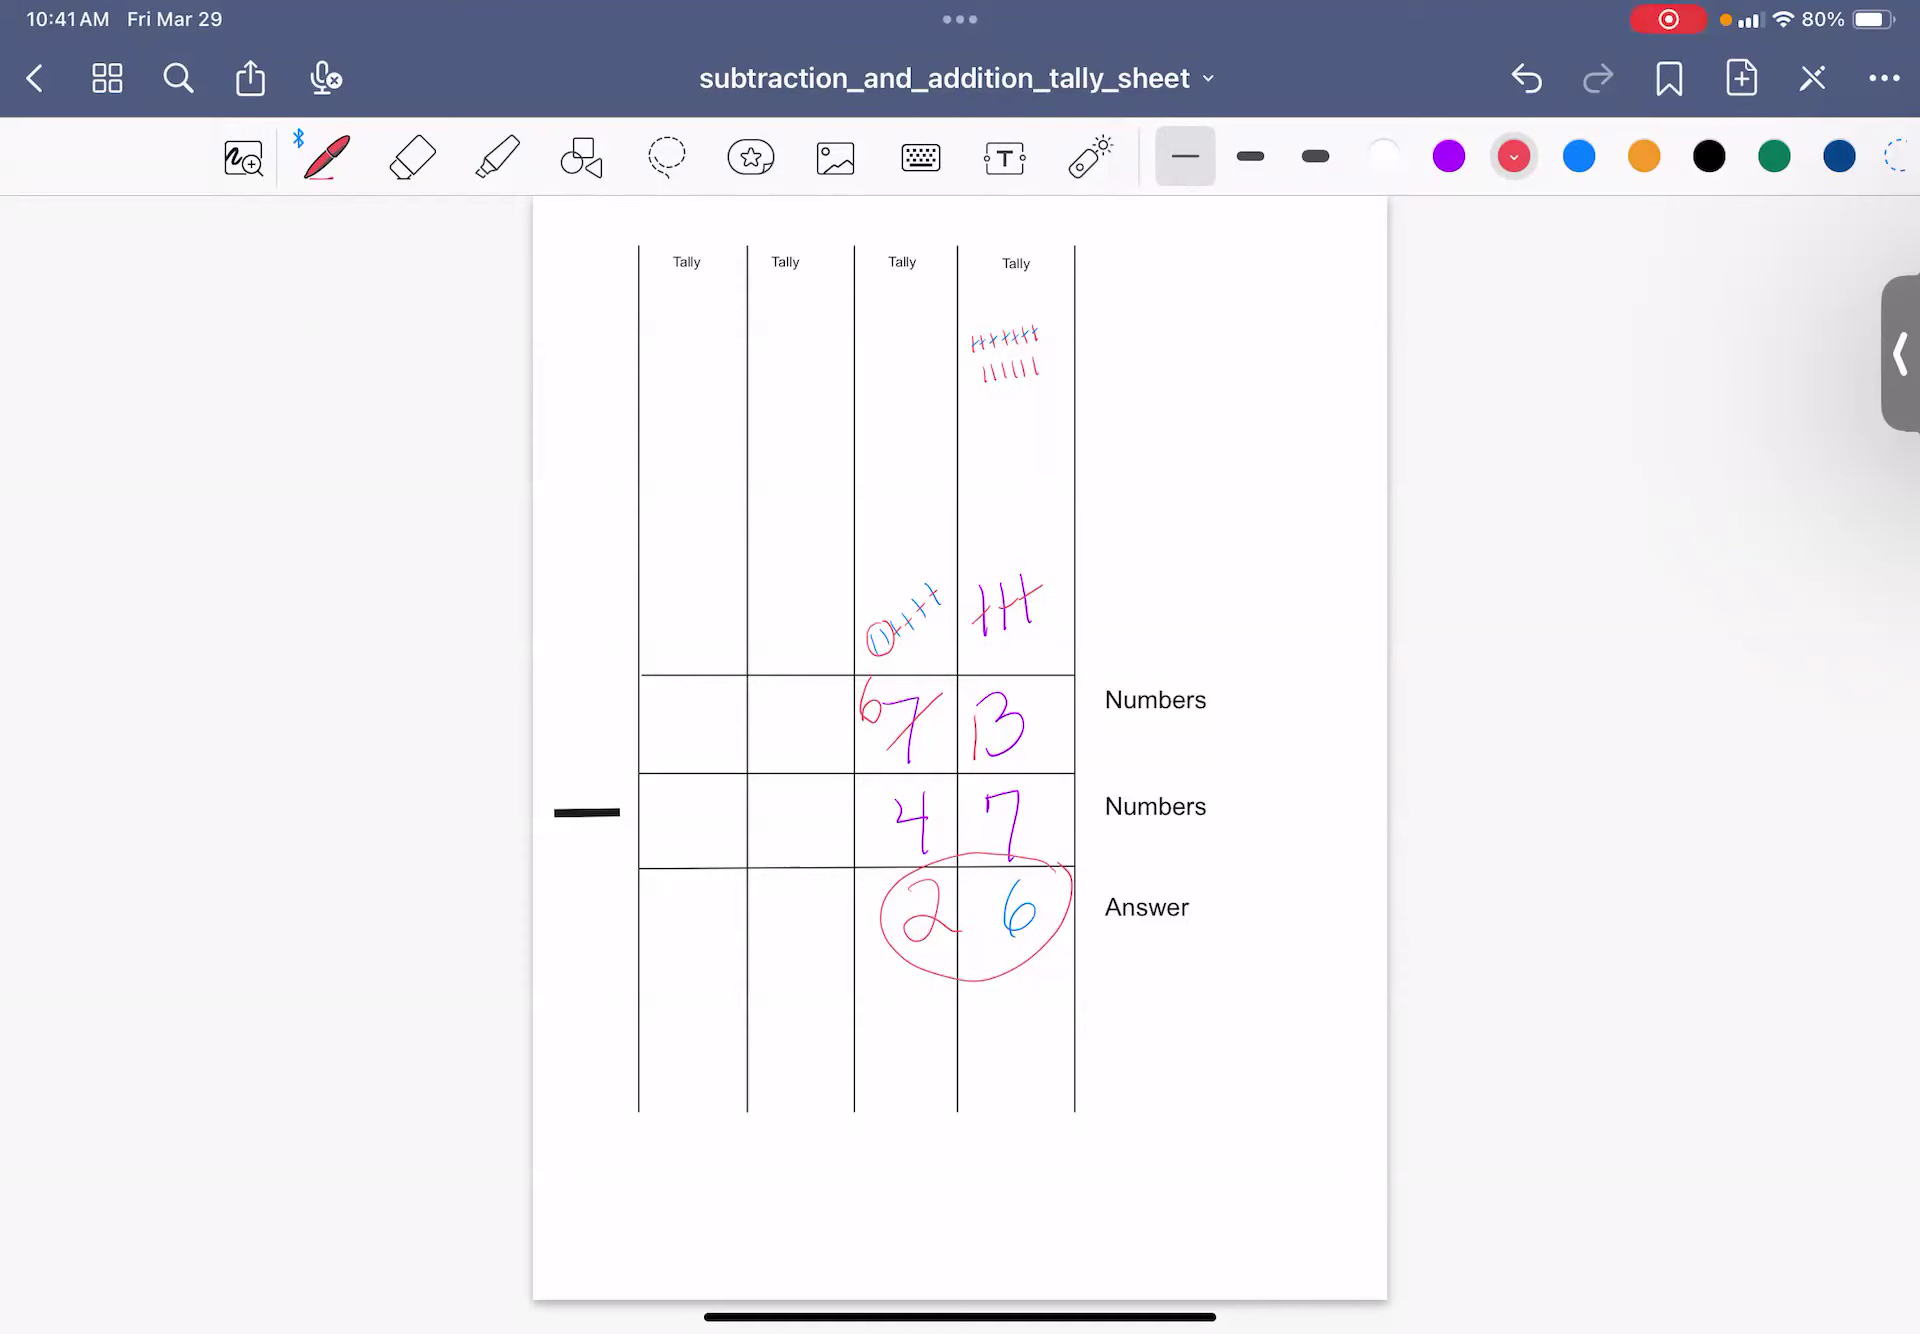 10:41 AM Fri Mar 29
80%
subtraction_and_addition_tally_sheet
T
Tally Tally Tally Tally
6 7 13 Numbers
4 7 Numbers
2 6 Answer